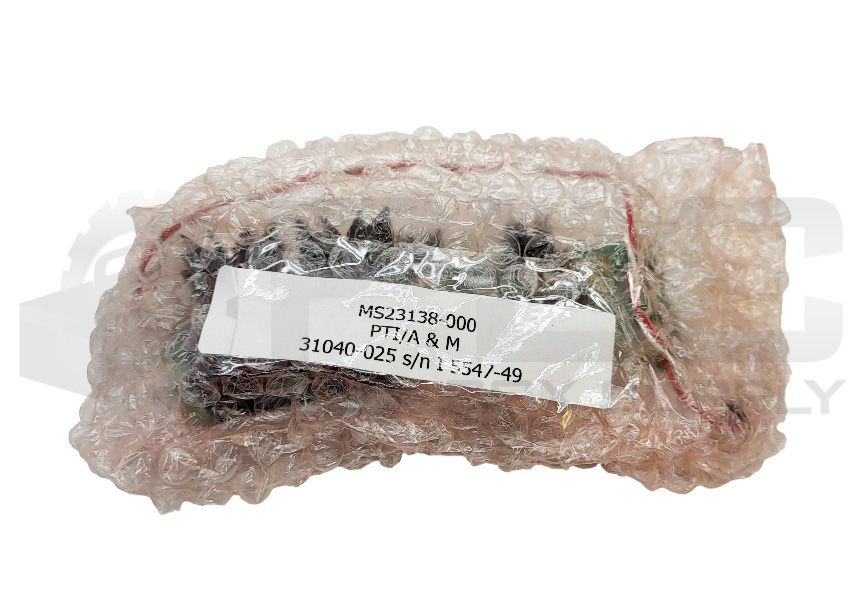 MS23138-000
PTI/A & M
31040-025 s/n 1 5547-49